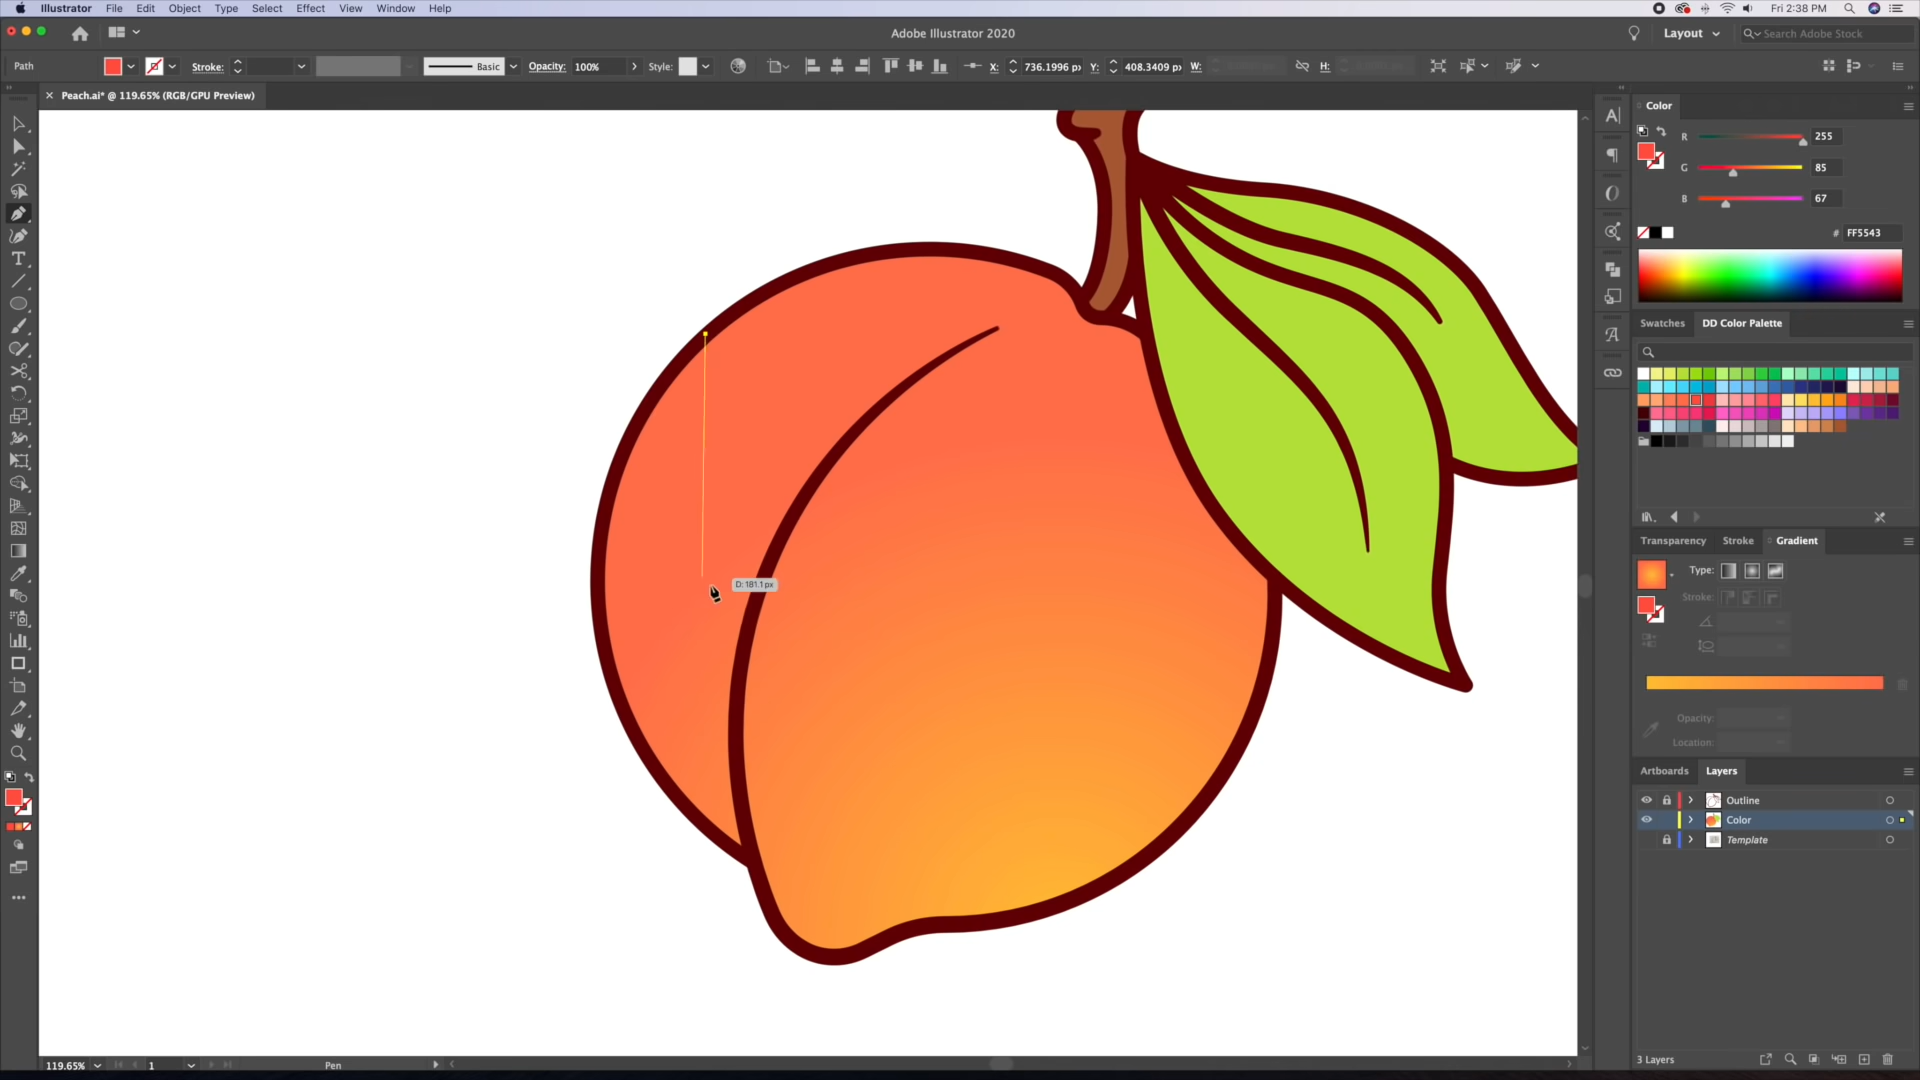 Illustrator File Edit Object Type Select Effect View Window Help
Fri 2:38 PM
Adobe Illustrator 2020
Layout
Search Adobe Stock
Path
Stroke:
Basic
Opacity: 100%
Style:
X: 736.1996 p
Y: 408.3409 p
W:
H:
Peach.ai* @ 119.65% (RGB/GPU Preview)
Color
R 255
G 85
B 67
# FF5543
Swatches DD Color Palette
Transparency Stroke Gradient
Type:
Stroke:
Opacity:
Location:
D: 181.1 px
Artboards Layers
Outline
Color
Template
3 Layers
119.65% 1 Pen